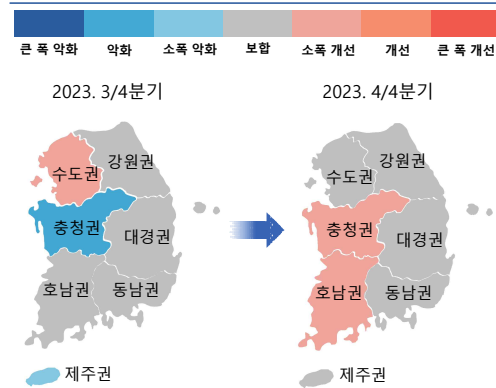 큰 폭 악화 악화 소폭 악화 보합 소폭 개선 개선 큰 폭 개선
2023. 3/4분기 2023. 4/4분기
수도권 강원권 수도권 강원권
충청권 대경권 충청권 대경권
호남권 동남권 호남권 동남권
제주권 제주권